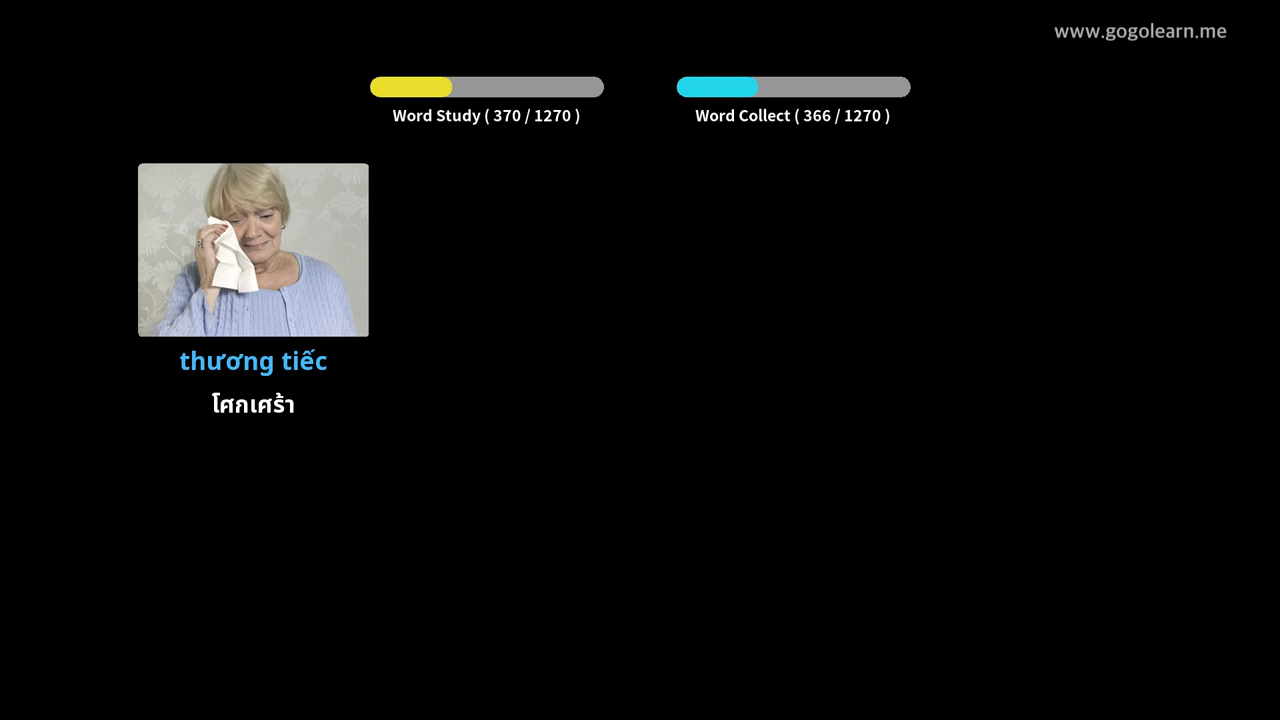 www.gogolearn.me
Word Study ( 370 / 1270 )
Word Collect ( 366 / 1270 )
thương tiếc
โศกเศร้า